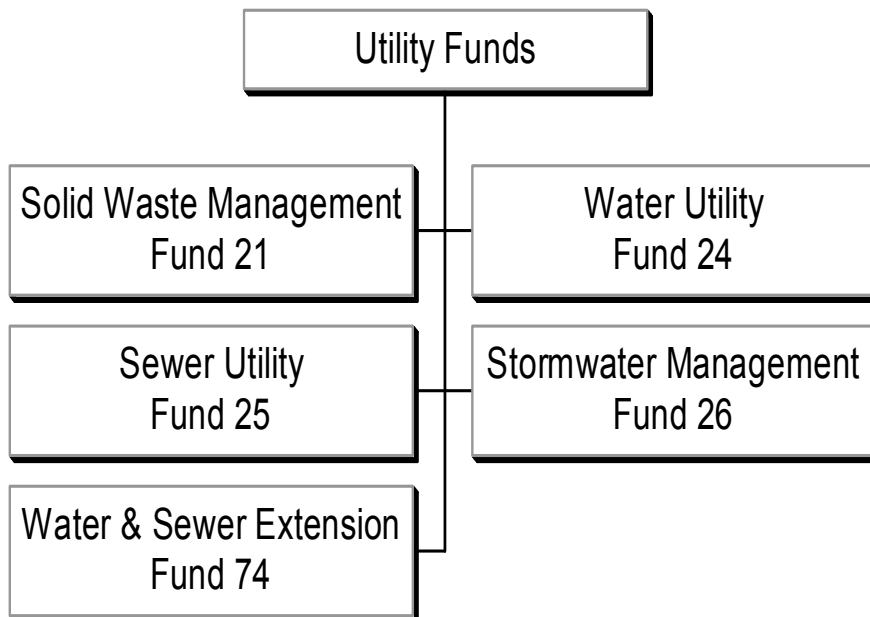 Utility Funds
Solid Waste Management
Fund 21
Water Utility
Fund 24
Sewer Utility
Fund 25
Stormwater Management
Fund 26
Water & Sewer Extension
Fund 74